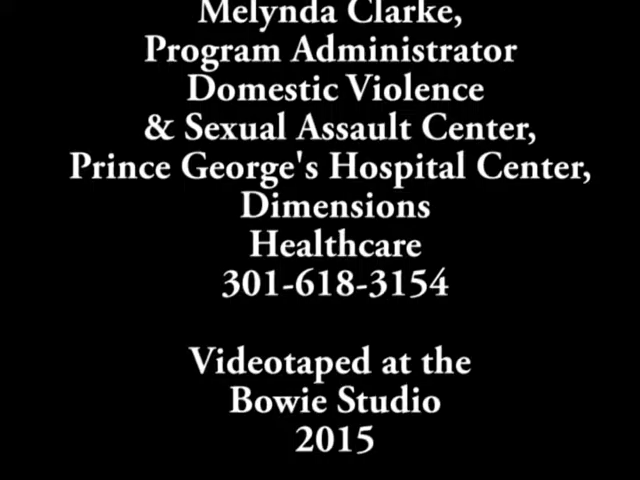 Melynda Clarke,
Program Administrator
Domestic Violence
& Sexual Assault Center,
Prince George's Hospital Center,
Dimensions
Healthcare
301-618-3154
Videotaped at the
Bowie Studio
2015